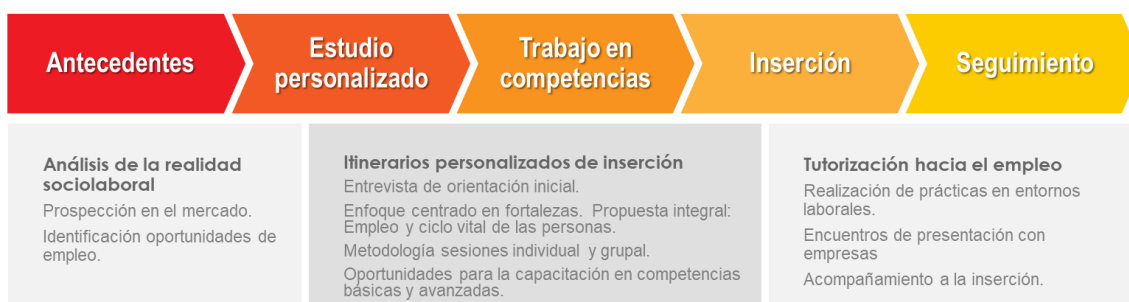 Antecedentes
Estudio
personalizado
Trabajo en
competencias
Inserción
Seguimiento
Análisis de la realidad
sociolaboral
Prospección en el mercado.
Identificación oportunidades de
empleo.
Itinerarios personalizados de inserción
Entrevista de orientación inicial.
Enfoque centrado en fortalezas. Propuesta integral:
Empleo y ciclo vital de las personas.
Metodología sesiones individual y grupal.
Oportunidades para la capacitación en competencias
básicas y avanzadas.
Tutorización hacia el empleo
Realización de prácticas en entornos
laborales.
Encuentros de presentación con
empresas
Acompañamiento a la inserción.